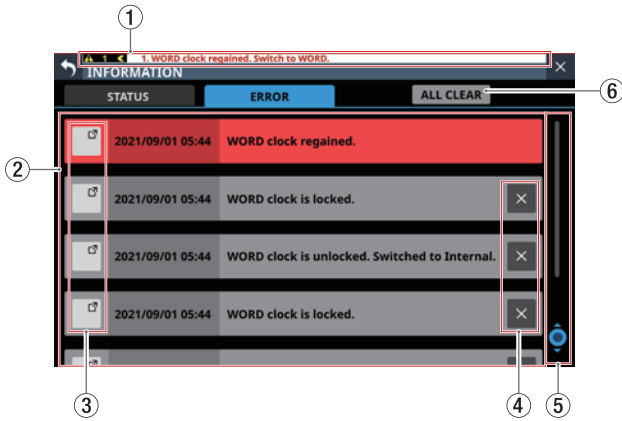 1
1 < 1. WORD clock regained. Switch to WORD.
INFORMATION
STATUS ERROR ALL CLEAR
6
2021/09/01 05:44 WORD clock regained.
2
2021/09/01 05:44 WORD clock is locked.
2021/09/01 05:44 WORD clock is unlocked. Switched to Internal.
2021/09/01 05:44 WORD clock is locked.
3
4
5